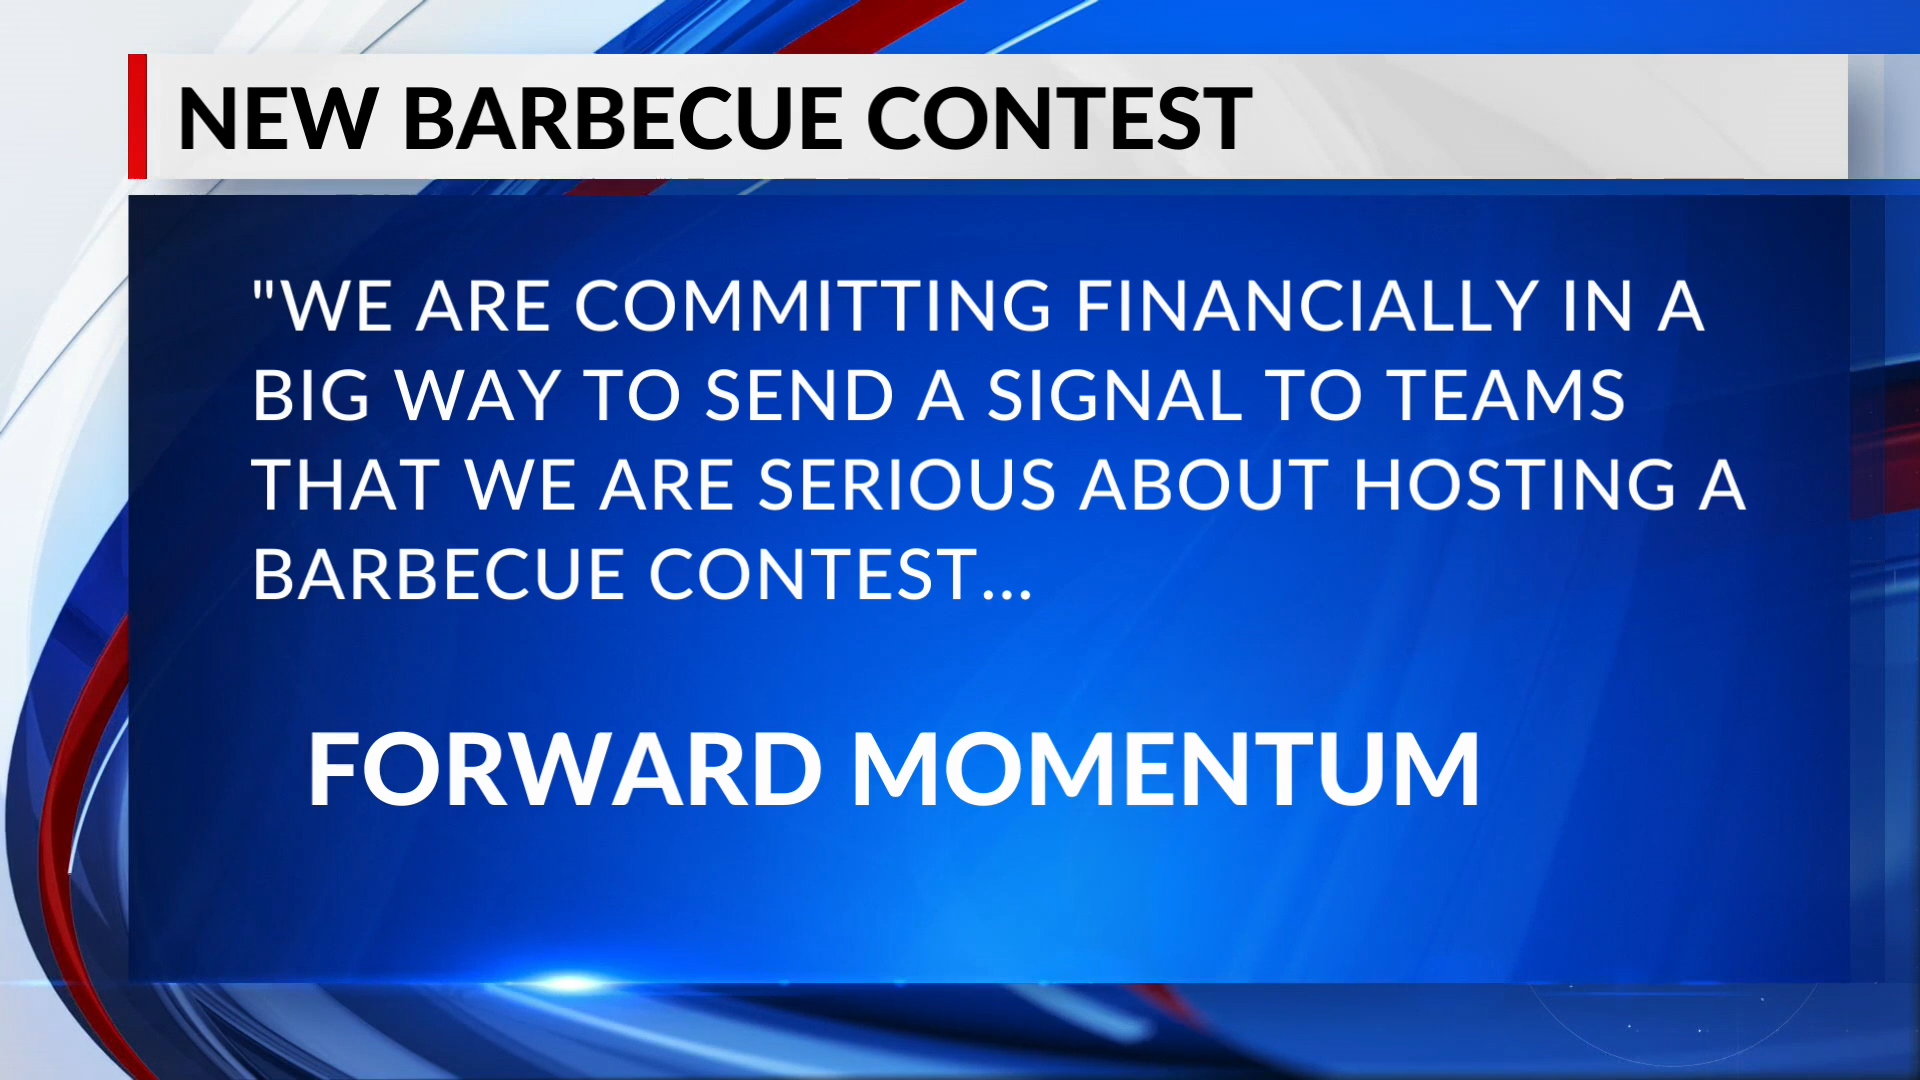 NEW BARBECUE CONTEST
"WE ARE COMMITTING FINANCIALLY IN A
BIG WAY TO SEND A SIGNAL TO TEAMS
THAT WE ARE SERIOUS ABOUT HOSTING A
BARBECUE CONTEST...
FORWARD MOMENTUM